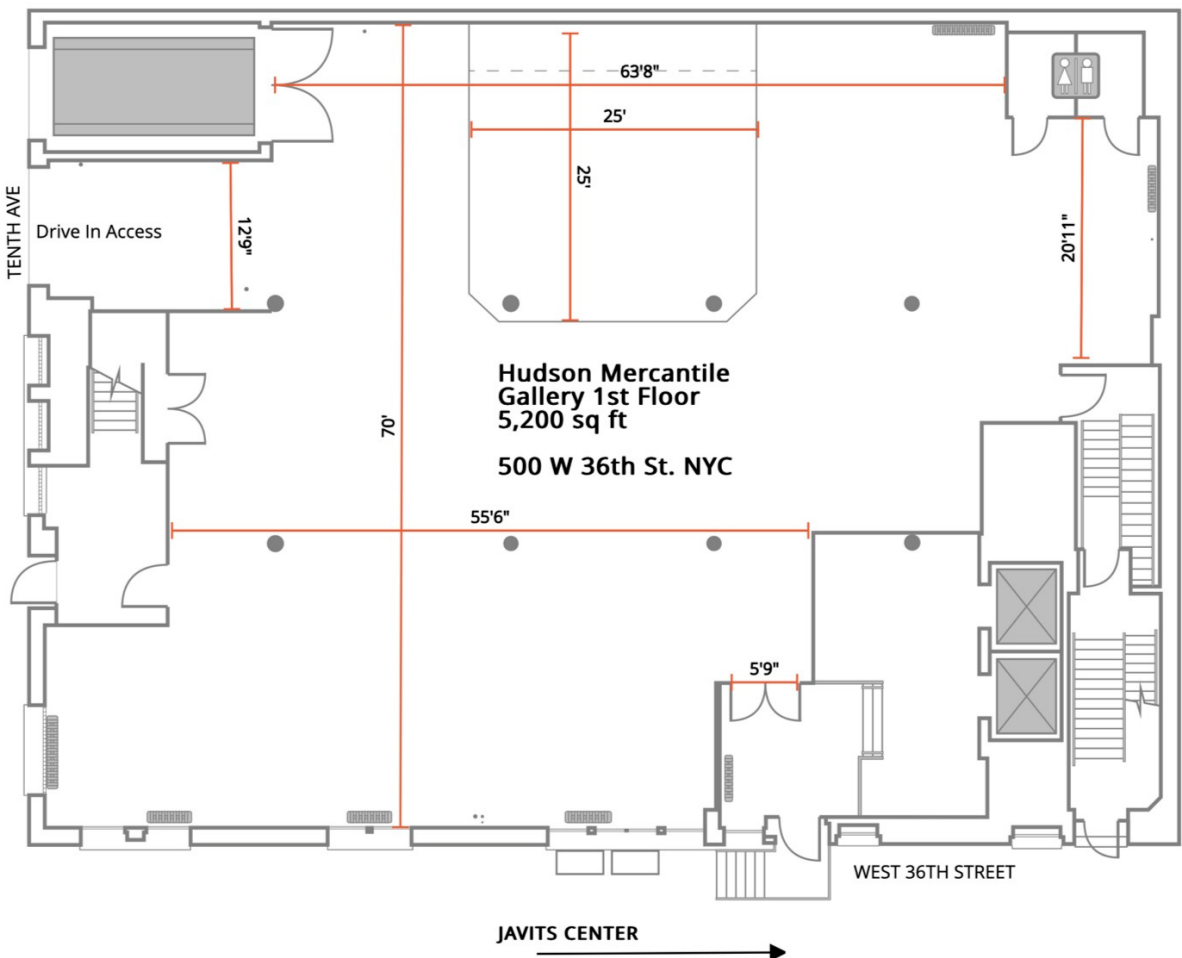 63'8"
25'
25'
TENTH AVE
Drive In Access
12'9"
20'11"
Hudson Mercantile
Gallery 1st Floor
5,200 sq ft
500 W 36th St. NYC
70'
55'6"
5'9"
WEST 36TH STREET
JAVITS CENTER